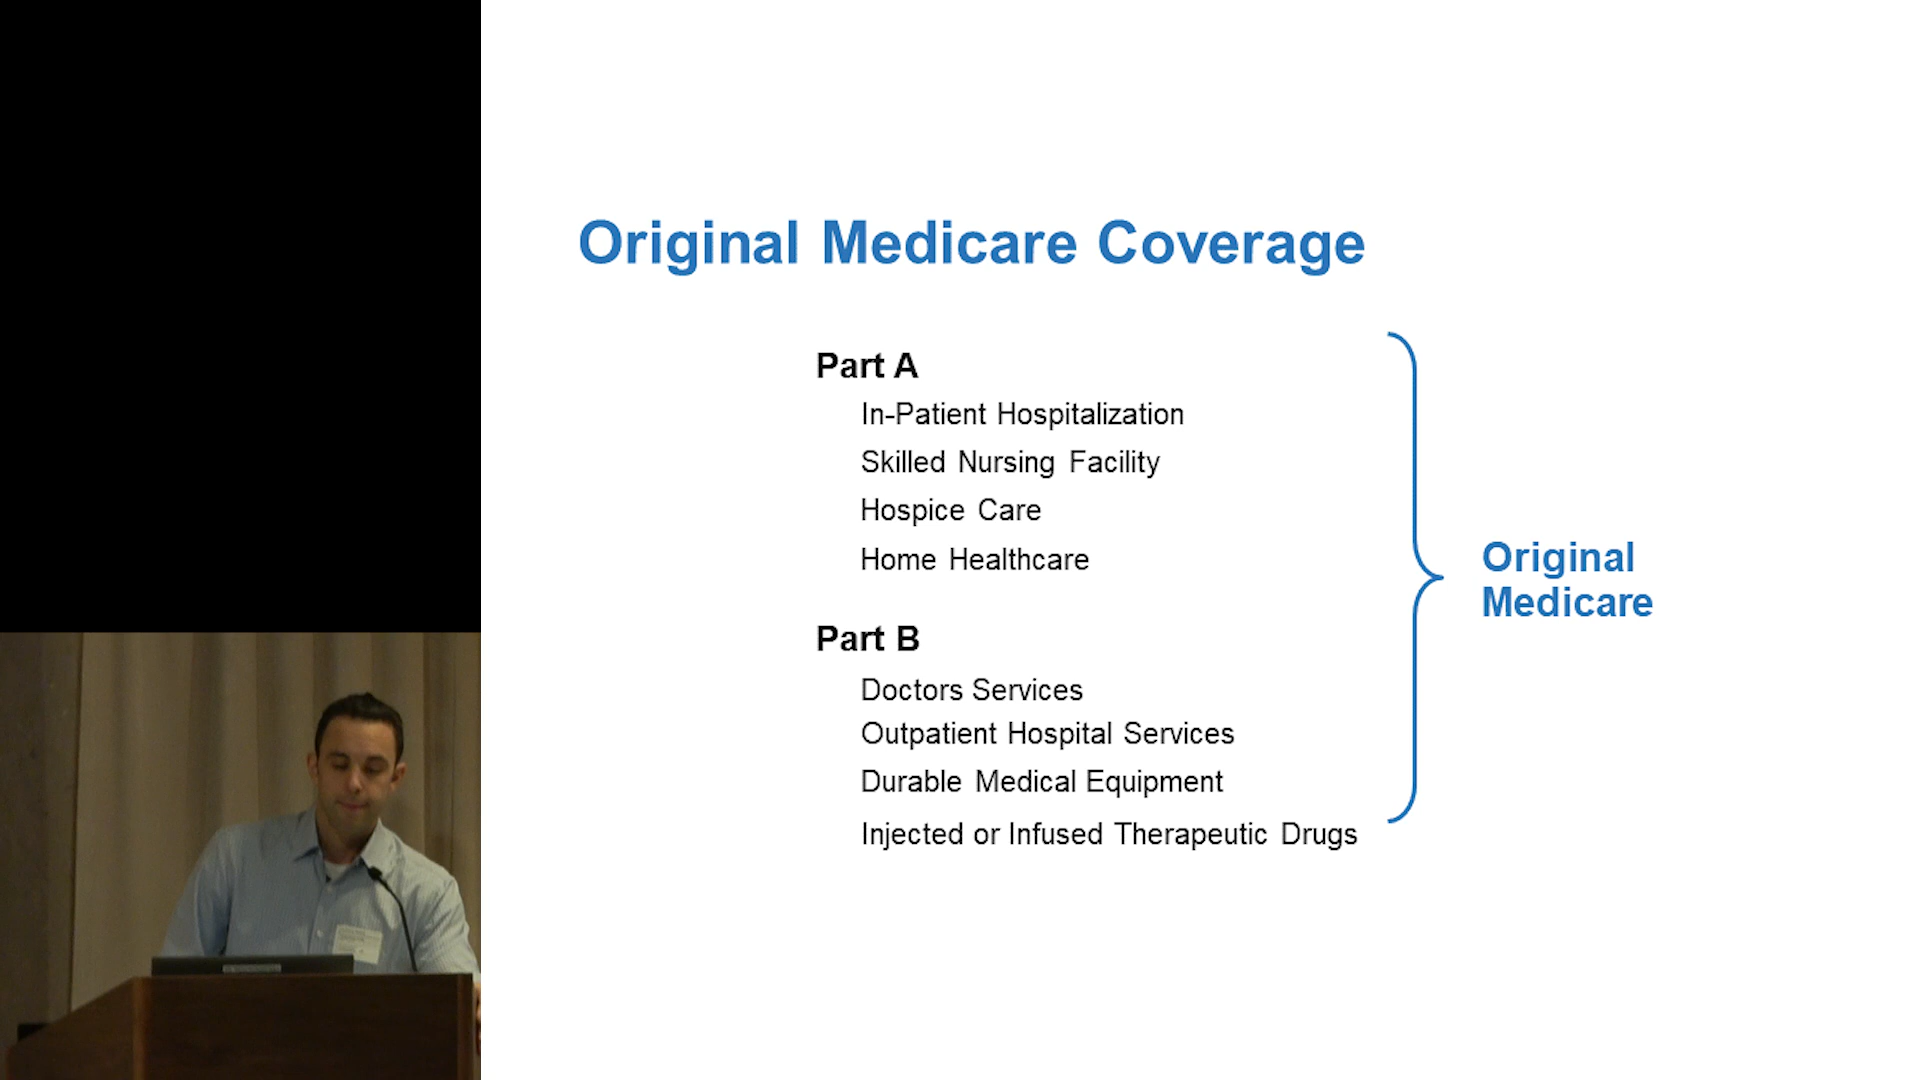 Original Medicare Coverage
Part A
In-Patient Hospitalization
Skilled Nursing Facility
Hospice Care
Home Healthcare
Part B
Doctors Services
Outpatient Hospital Services
Durable Medical Equipment
Injected or Infused Therapeutic Drugs
Original
Medicare